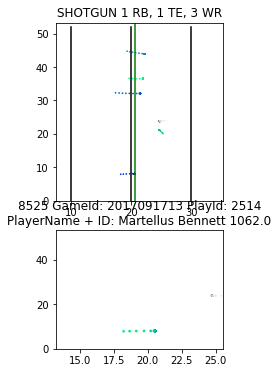 SHOTGUN 1 RB, 1 TE, 3 WR
50
40
30
20
10
0
10 20 30
8525 GameId: 2017091713 PlayId: 2514
PlayerName + ID: Martellus Bennett 1062.0
40
20
0
15.0 17.5 20.0 22.5 25.0